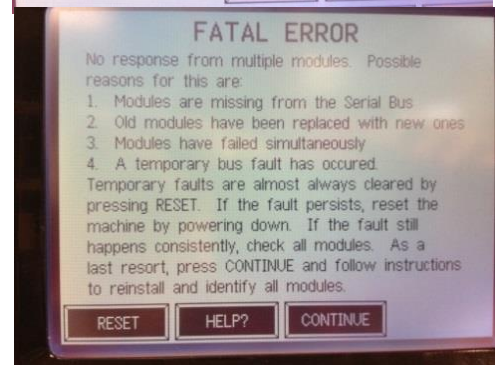 FATAL ERROR
No response from multiple modules. Possible
reasons for this are:
1. Modules are missing from the Serial Bus
2. Old modules have been replaced with new ones
3. Modules have failed simultaneously
4. A temporary bus fault has occured.
Temporary faults are almost always cleared by
pressing RESET. If the fault persists, reset the
machine by powering down. If the fault still
happens consistently, check all modules. As a
last resort, press CONTINUE and follow instructions
to reinstall and identify all modules.
RESET HELP? CONTINUE